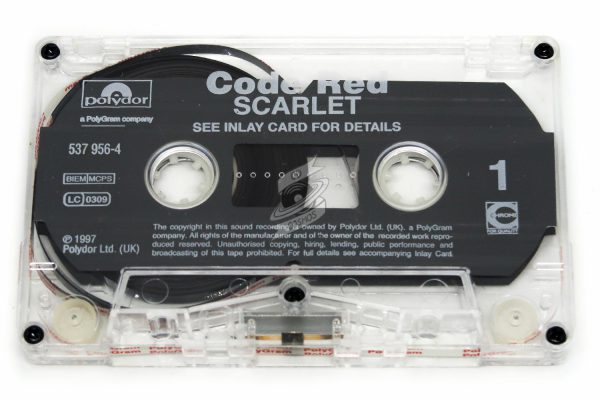 Code Red
SCARLET
SEE INLAY CARD FOR DETAILS
polydor
a PolyGram company
537 956-4
BIEM MCPS
LC 0309
1
CHROME
FOR QUALITY
COSMOS
℗ 1997
Polydor Ltd. (UK)
The copyright in this sound recording is owned by Polydor Ltd. (UK). a PolyGram
company. All rights of the manufacturer and of the owner of the recorded work repro-
duced reserved. Unauthorised copying, hiring, lending, public performance and
broadcasting of this tape prohibited. For full details see accompanying Inlay Card.